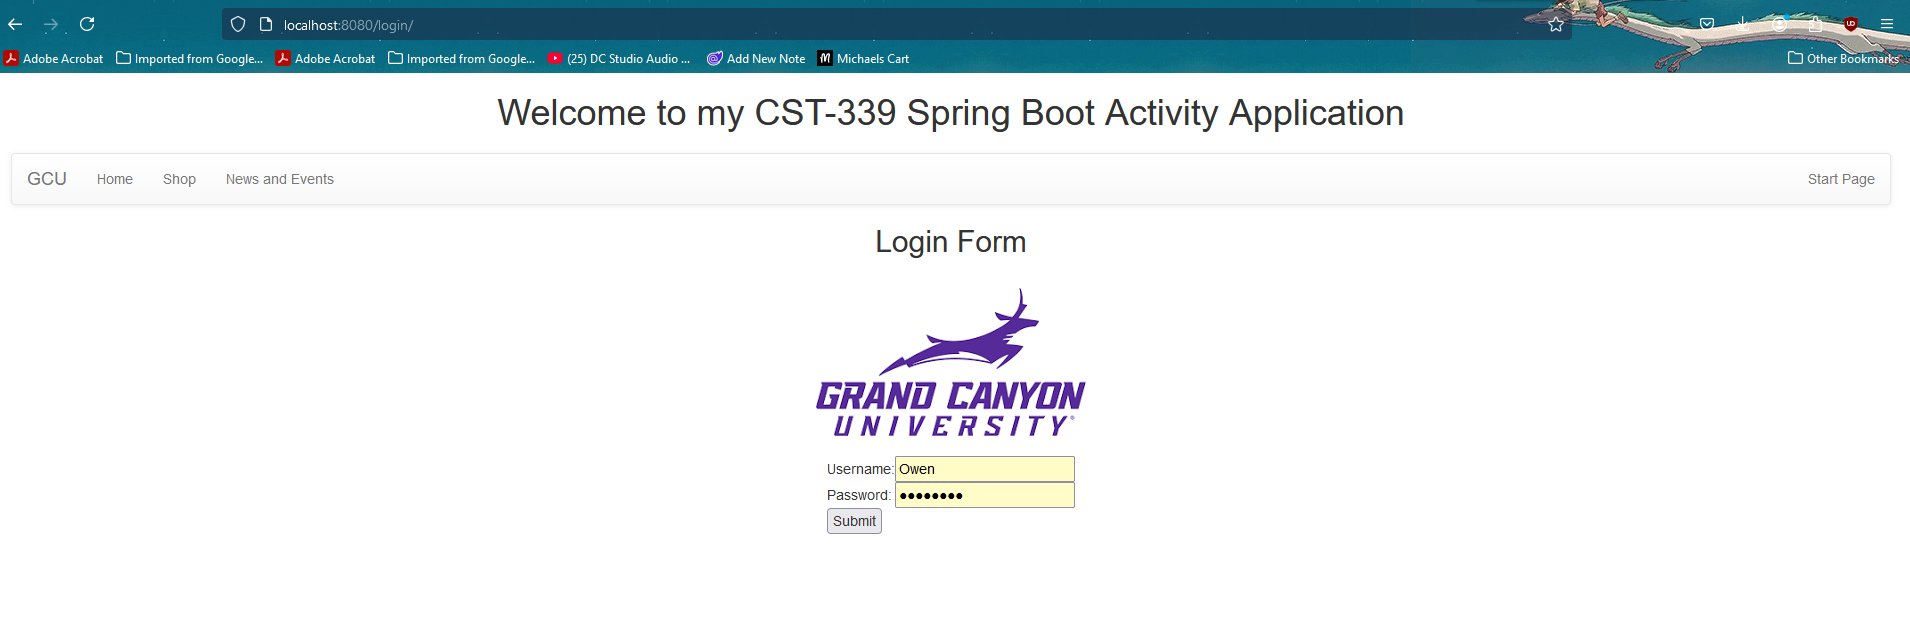 localhost:8080/login/
Adobe Acrobat Imported from Google... Adobe Acrobat Imported from Google... (25) DC Studio Audio ... Add New Note Michaels Cart Other Bookmarks
Welcome to my CST-339 Spring Boot Activity Application
GCU Home Shop News and Events Start Page
Login Form
GRAND CANYON
UNIVERSITY®
Username: Owen
Password: ●●●●●●●●
Submit